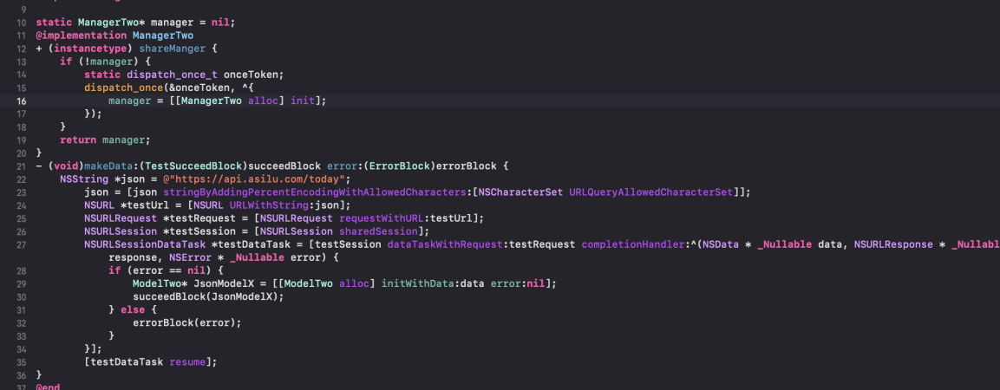 9
10 static ManagerTwo* manager = nil;
11 @implementation ManagerTwo
12 + (instancetype) shareManger {
13     if (!manager) {
14         static dispatch_once_t onceToken;
15         dispatch_once(&onceToken, ^{
16             manager = [[ManagerTwo alloc] init];
17         });
18     }
19     return manager;
20 }
21 - (void)makeData:(TestSucceedBlock)succeedBlock error:(ErrorBlock)errorBlock {
22     NSString *json = @"https://api.asilu.com/today";
23         json = [json stringByAddingPercentEncodingWithAllowedCharacters:[NSCharacterSet URLQueryAllowedCharacterSet]];
24         NSURL *testUrl = [NSURL URLWithString:json];
25         NSURLRequest *testRequest = [NSURLRequest requestWithURL:testUrl];
26         NSURLSession *testSession = [NSURLSession sharedSession];
27         NSURLSessionDataTask *testDataTask = [testSession dataTaskWithRequest:testRequest completionHandler:^(NSData * _Nullable data, NSURLResponse * _Nullabl
            response, NSError * _Nullable error) {
28             if (error == nil) {
29                 ModelTwo* JsonModelX = [[ModelTwo alloc] initWithData:data error:nil];
30                 succeedBlock(JsonModelX);
31             } else {
32                 errorBlock(error);
33             }
34         }];
35         [testDataTask resume];
36 }
37 @end